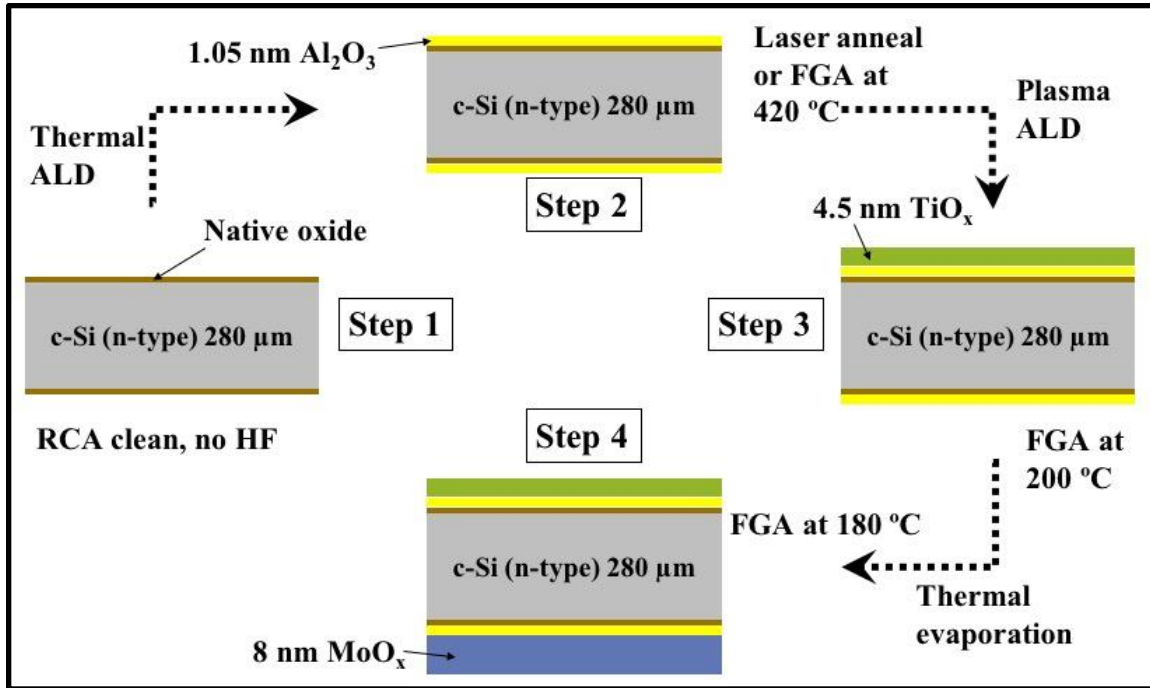 Native oxide
c-Si (n-type) 280 µm
RCA clean, no HF
Step 1
Thermal
ALD
1.05 nm Al₂O₃
c-Si (n-type) 280 µm
Step 2
Laser anneal
or FGA at
420 ºC
Plasma
ALD
4.5 nm TiOₓ
c-Si (n-type) 280 µm
Step 3
FGA at
200 ºC
Thermal
evaporation
Step 4
FGA at 180 ºC
c-Si (n-type) 280 µm
8 nm MoOₓ